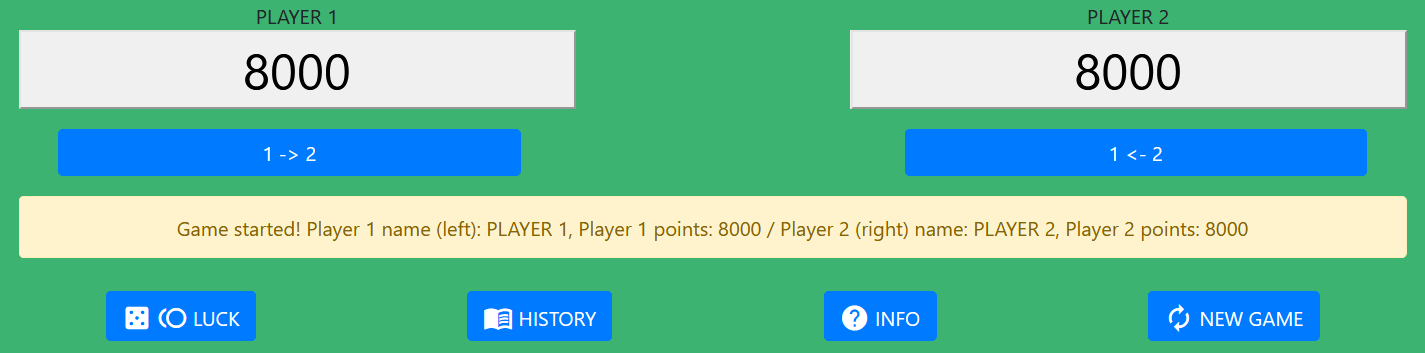 PLAYER 1
PLAYER 2
8000
8000
1 -> 2
1 <- 2
Game started! Player 1 name (left): PLAYER 1, Player 1 points: 8000 / Player 2 (right) name: PLAYER 2, Player 2 points: 8000
LUCK
HISTORY
INFO
NEW GAME